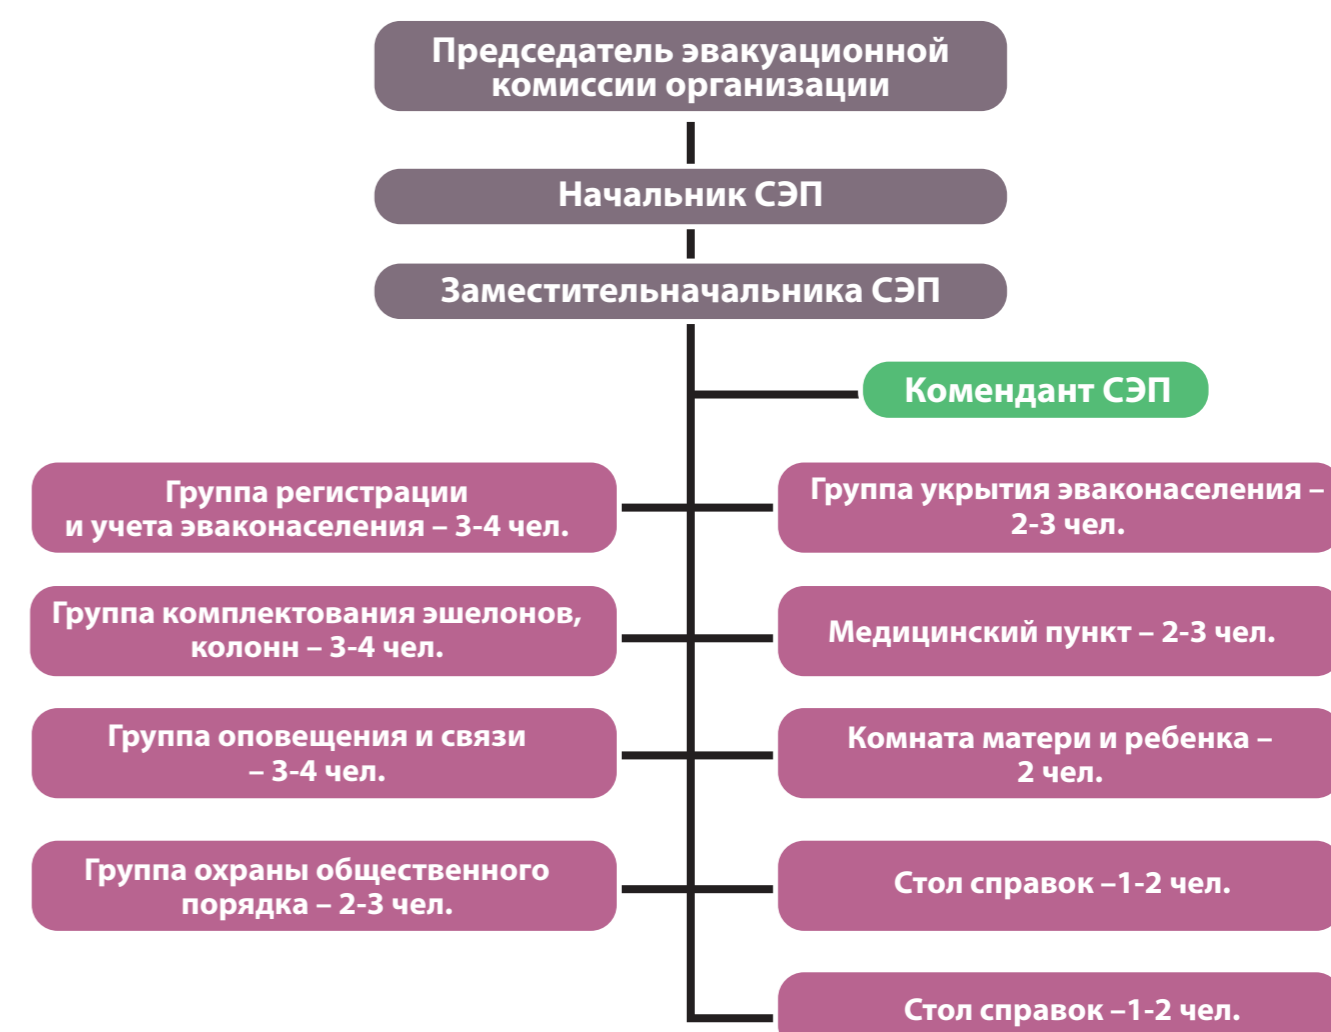 Председатель эвакуационной
комиссии организации
Начальник СЭП
Заместительначальника СЭП
Комендант СЭП
Группа регистрации
и учета эваконаселения – 3-4 чел.
Группа укрытия эваконаселения –
2-3 чел.
Группа комплектования эшелонов,
колонн – 3-4 чел.
Медицинский пункт – 2-3 чел.
Группа оповещения и связи
– 3-4 чел.
Комната матери и ребенка –
2 чел.
Группа охраны общественного
порядка – 2-3 чел.
Стол справок –1-2 чел.
Стол справок –1-2 чел.